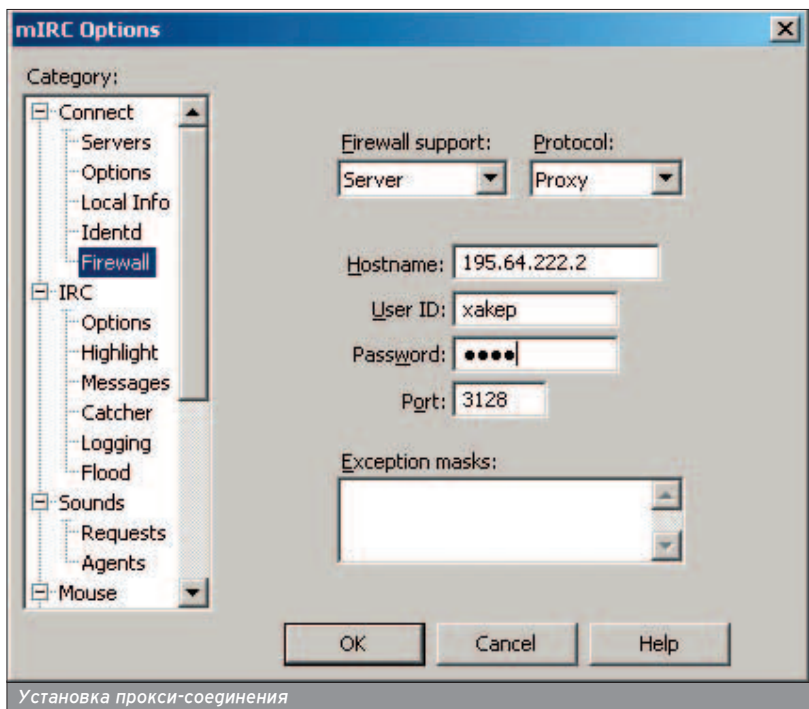 mIRC Options
Category:
Connect
Servers
Options
Local Info
Identd
Firewall
IRC
Options
Highlight
Messages
Catcher
Logging
Flood
Sounds
Requests
Agents
Mouse
Firewall support:
Protocol:
Server
Proxy
Hostname: 195.64.222.2
User ID: xakep
Password: ●●●●
Port: 3128
Exception masks:
OK
Cancel
Help
Установка прокси-соединения